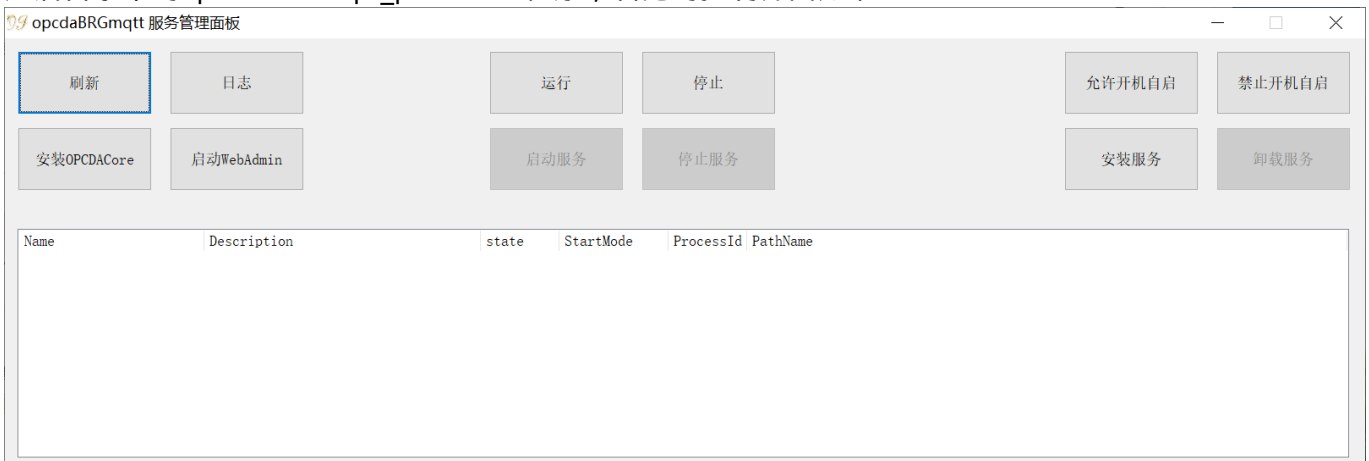 opcdaBRGmqtt 服务管理面板
刷新 日志 运行 停止 允许开机自启 禁止开机自启
安装OPCDACore 启动WebAdmin 启动服务 停止服务 安装服务 卸载服务
Name Description state StartMode ProcessId PathName